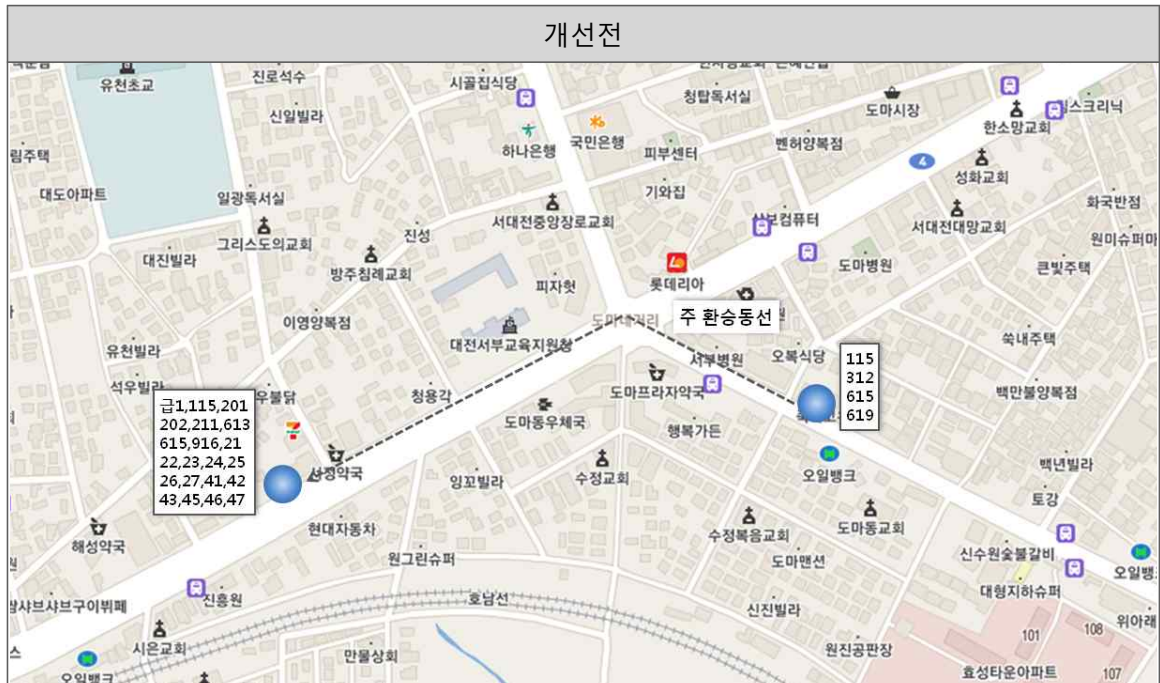 개선전
유천초교
진로석수
신일빌라
시골집식당
하나은행
국민은행
청탑독서실
피부센터
도마시장
벤허양복점
한소망교회
4
성화교회
화국반점
원미슈퍼마
대도아파트
일광독서실
그리스도의교회
대진빌라
방주침례교회
진성
서대전중앙장로교회
기와집
서대전대망교회
도마병원
큰빛주택
피자헛
롯데리아
이영양복점
대전서부교육지원청
주 환승동선
쑥내주택
유천빌라
석우빌라
청용각
서부병원
오복식당
도마프라자약국
백만불양복점
115
312
615
619
급1,115,201
202,211,613
615,916,21
22,23,24,25
26,27,41,42
43,45,46,47
도마동우체국
행복가든
잉꼬빌라
수정교회
오일뱅크
백년빌라
토강
해성약국
현대자동차
수정복음교회
도마동교회
도마맨션
원그린슈퍼
신수원숯불갈비
대형지하슈퍼
진흥원
호남선
신진빌라
시은교회
만물상회
원진공판장
101
108
위아래
효성타운아파트
107
오일뱅크